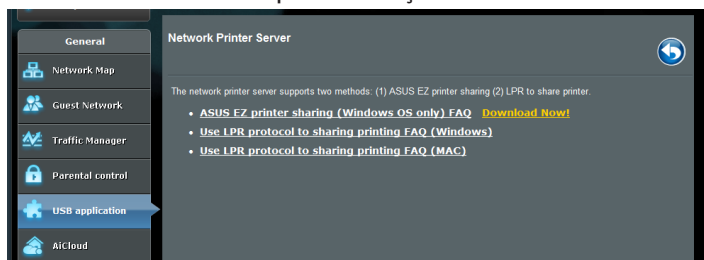 General
Network Map
Guest Network
Traffic Manager
Parental control
USB application
AiCloud
Network Printer Server
The network printer server supports two methods: (1) ASUS EZ printer sharing (2) LPR to share printer.
ASUS EZ printer sharing (Windows OS only) FAQ Download Now!
Use LPR protocol to sharing printing FAQ (Windows)
Use LPR protocol to sharing printing FAQ (MAC)